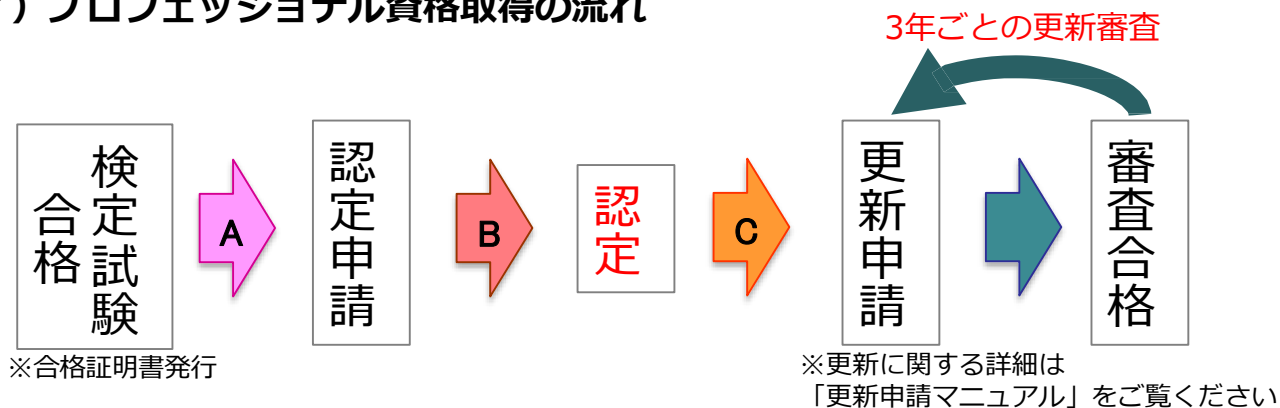 ）プロフェッショナル資格取得の流れ
3年ごとの更新審査
検定試験
合格
A
認定申請
B
認定
C
更新申請
審査合格
※合格証明書発行
※更新に関する詳細は
「更新申請マニュアル」をご覧ください